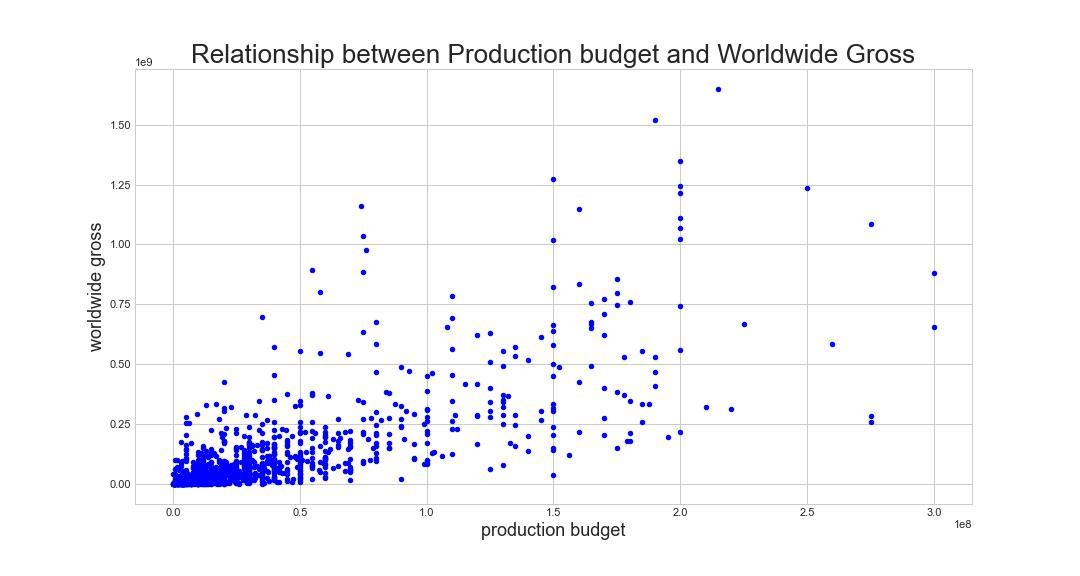 Relationship between Production budget and Worldwide Gross
1e9
1.50
1.25
1.00
0.75
0.50
0.25
0.00
worldwide gross
0.0 0.5 1.0 1.5 2.0 2.5 3.0
1e8
production budget